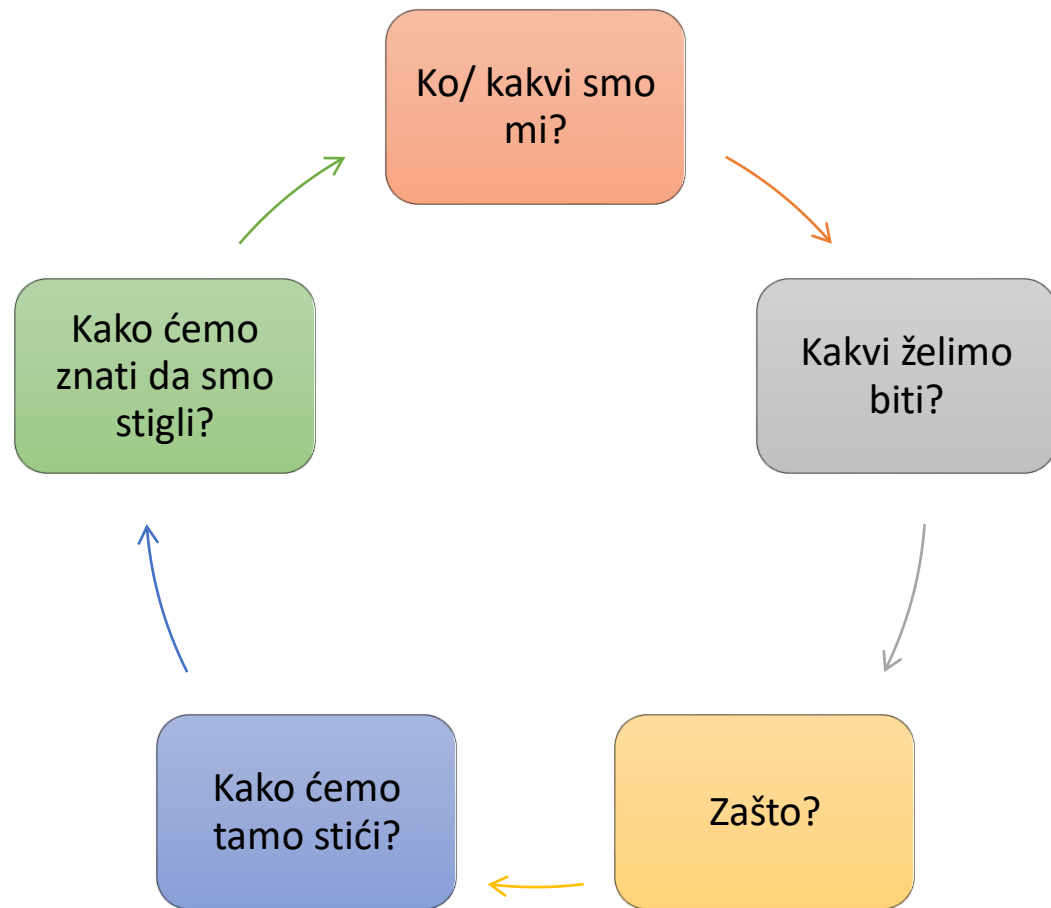 Ko/ kakvi smo
mi?
Kakvi želimo
biti?
Zašto?
Kako ćemo
tamo stići?
Kako ćemo
znati da smo
stigli?